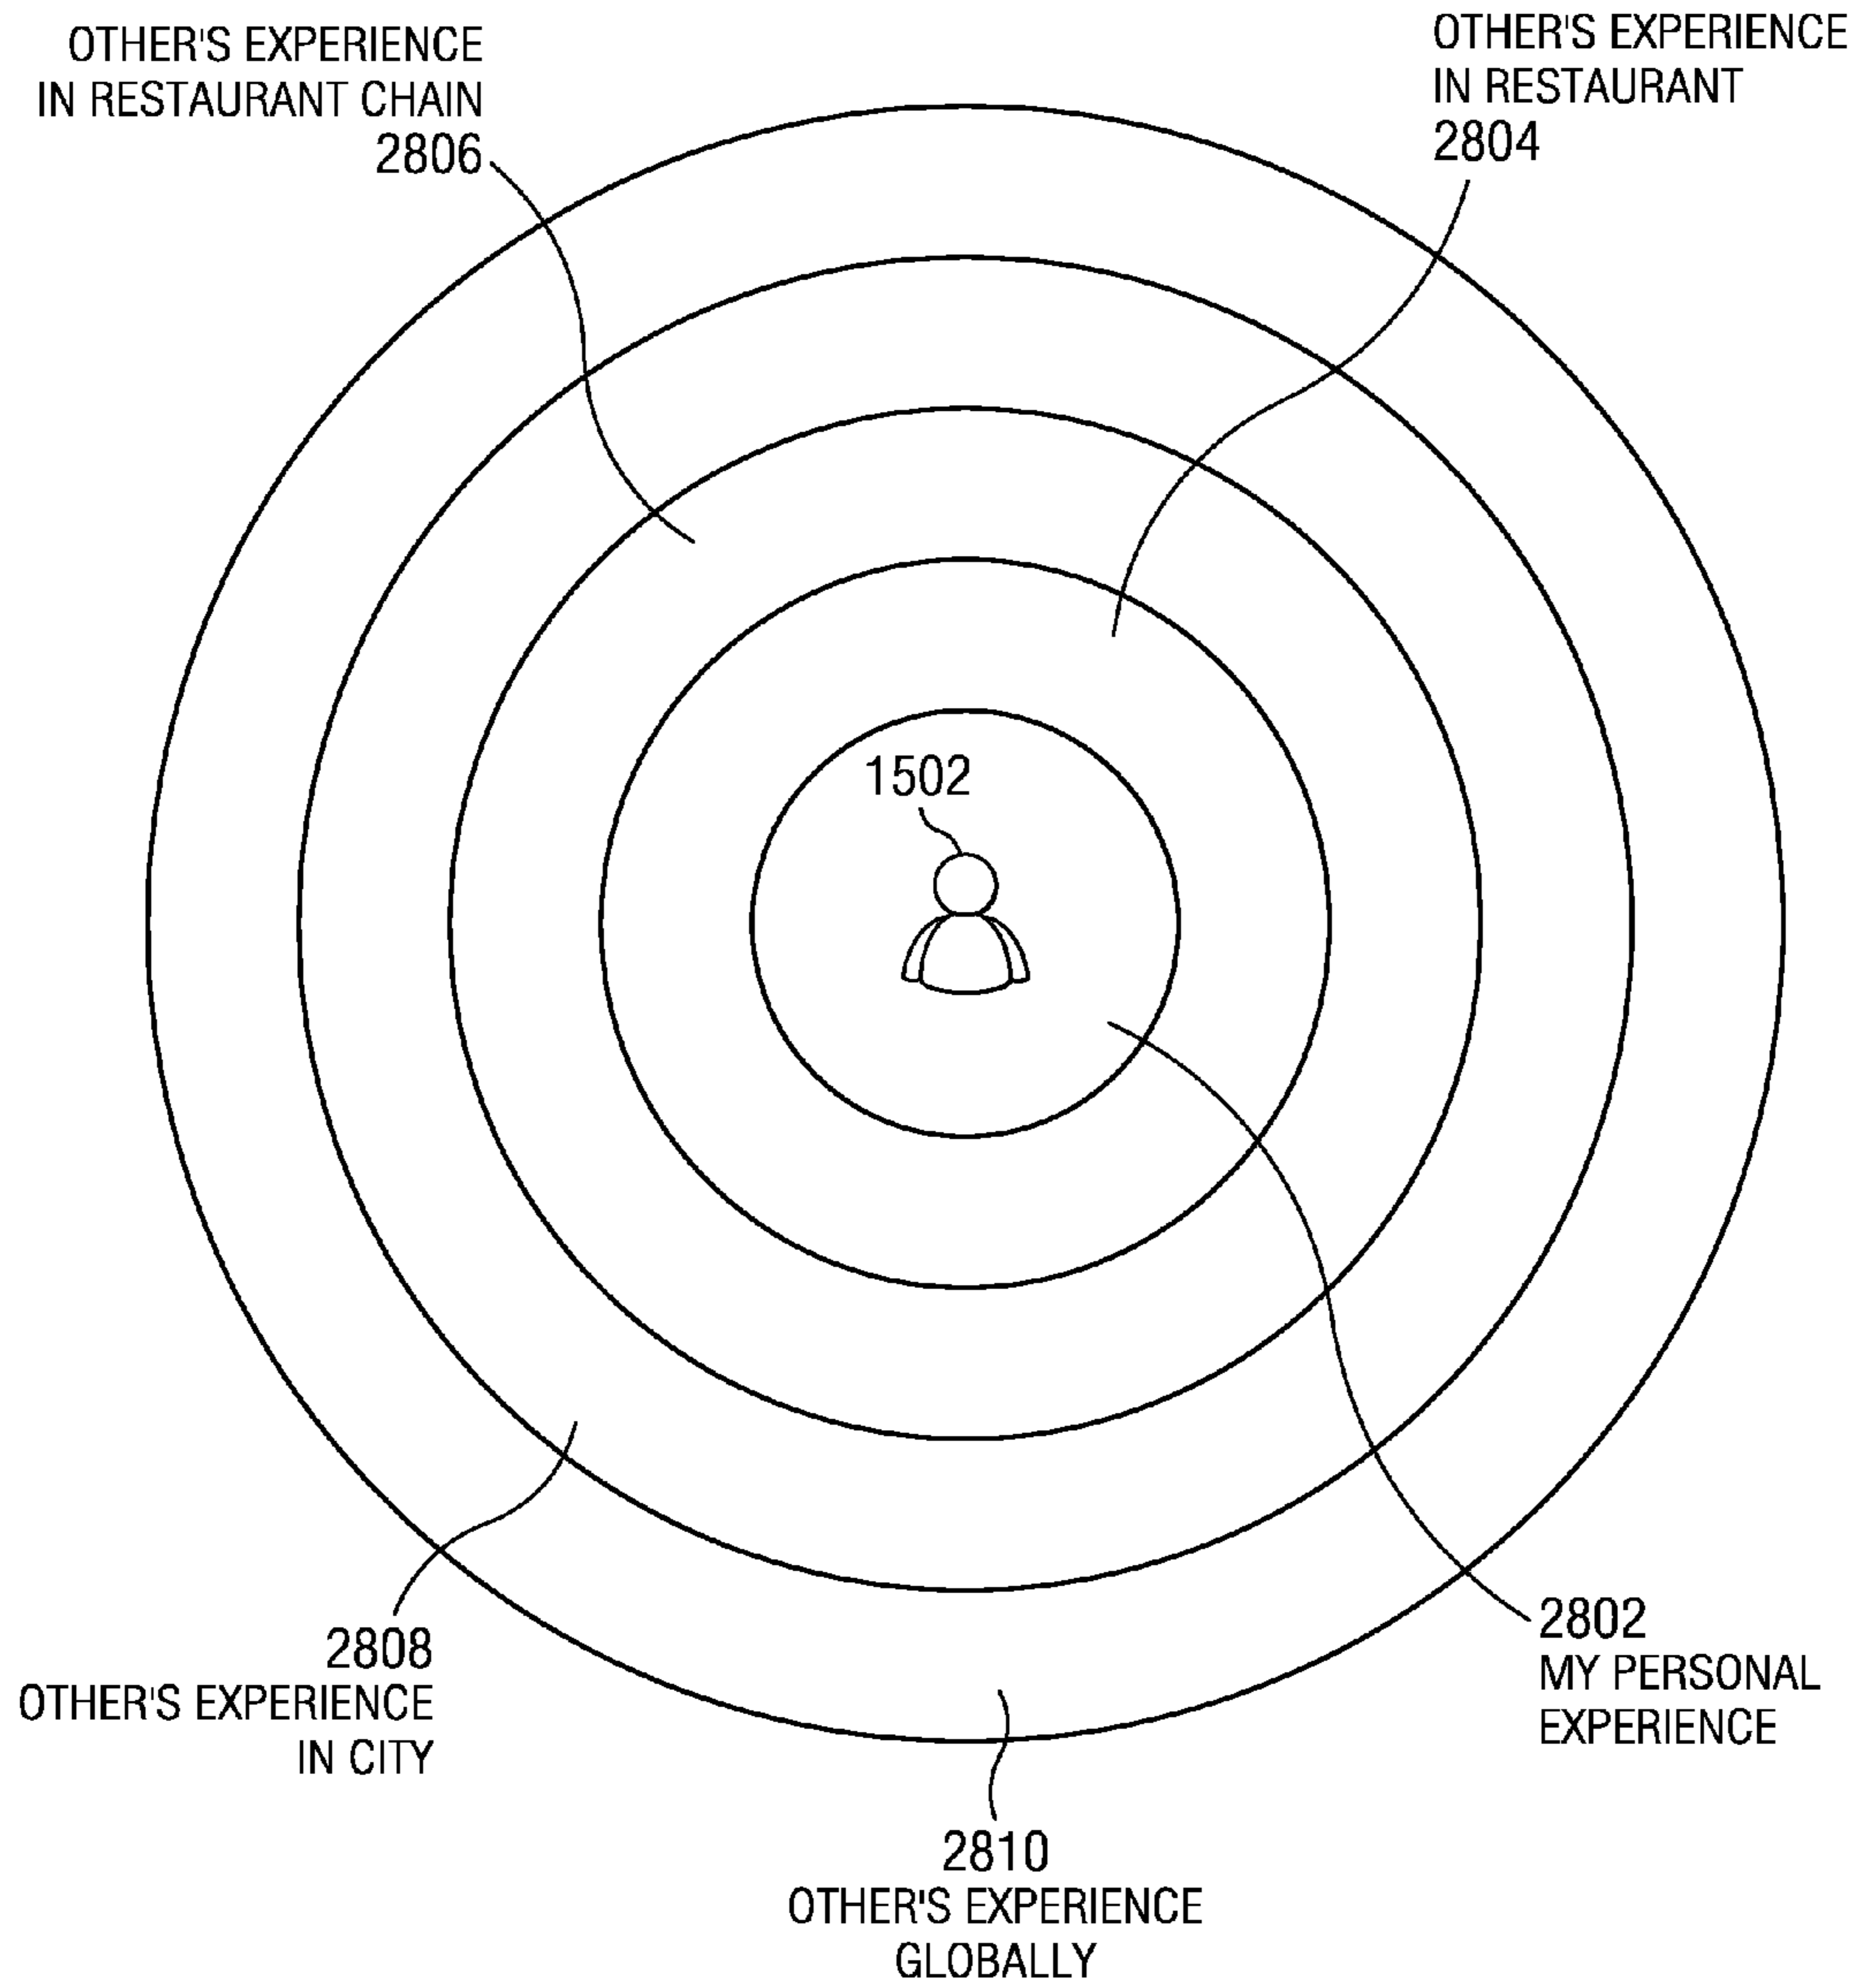 OTHER'S EXPERIENCE
IN RESTAURANT CHAIN
2806
OTHER'S EXPERIENCE
IN RESTAURANT
2804
1502
2808
OTHER'S EXPERIENCE
IN CITY
2802
MY PERSONAL
EXPERIENCE
2810
OTHER'S EXPERIENCE
GLOBALLY